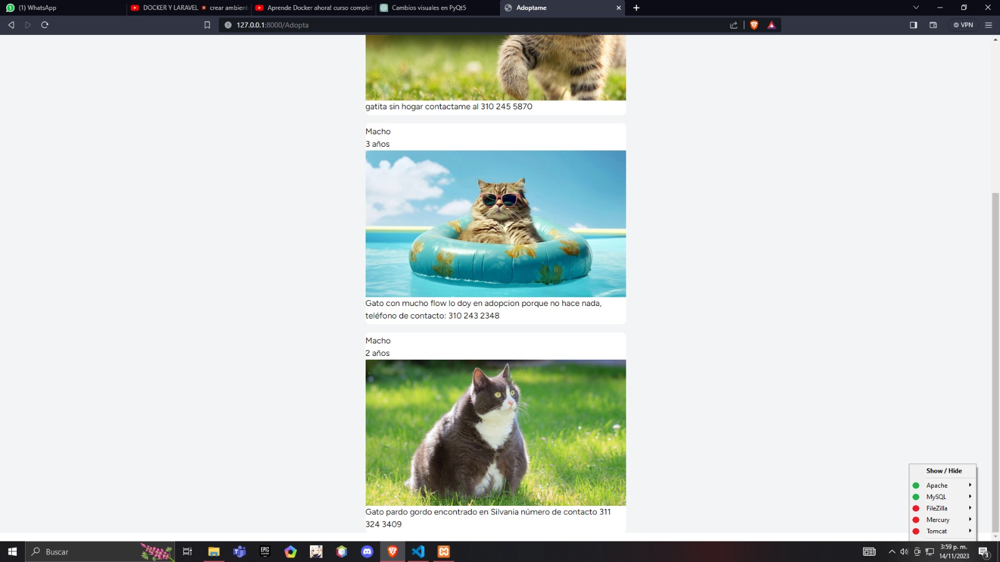 (1) WhatsApp
DOCKER Y LARAVEL crear ambient
Aprende Docker ahora! curso complet
Cambios visuales en PyQt5
Adoptame
127.0.0.1:8000/Adopta
VPN
gatita sin hogar contactame al 310 245 5870
Macho
3 años
Gato con mucho flow lo doy en adopcion porque no hace nada,
teléfono de contacto: 310 243 2348
Macho
2 años
Gato pardo gordo encontrado en Silvania número de contacto 311
324 3409
Show / Hide
Apache
MySQL
FileZilla
Mercury
Tomcat
Buscar
EPIC
3:59 p. m.
14/11/2023
3